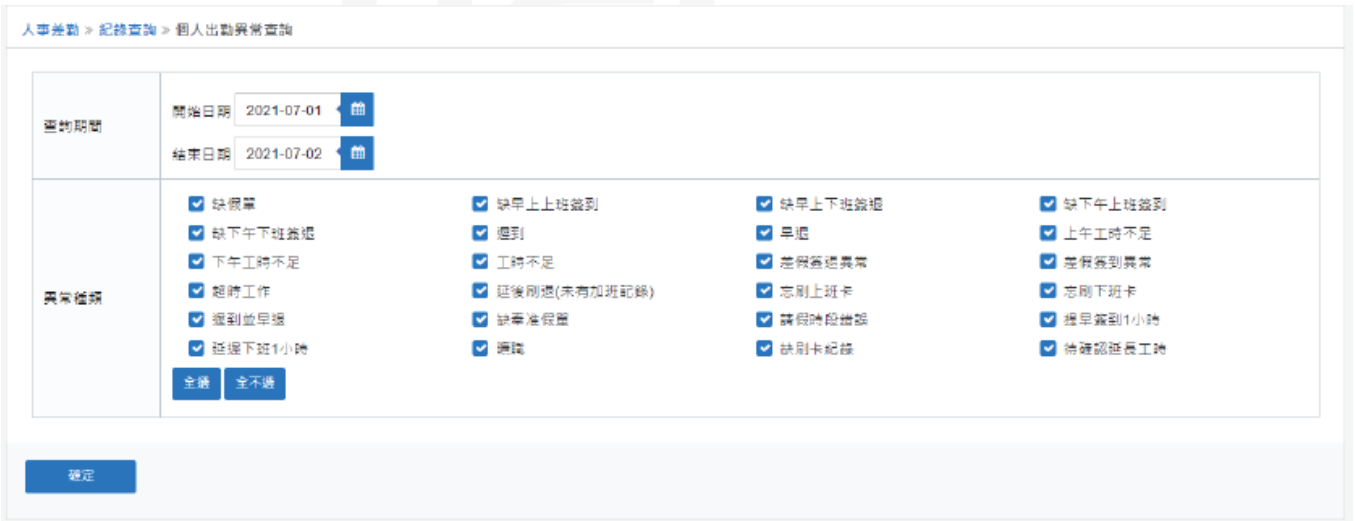 人事差勤 » 紀錄查詢 » 個人出勤異常查詢
查詢期間
開始日期 2021-07-01
結束日期 2021-07-02
異常種類
缺假單 缺早上上班簽到 缺早上下班簽退 缺下午上班簽到
缺下午下班簽退 遲到 早退 上午工時不足
下午工時不足 工時不足 差假簽退異常 差假簽到異常
超時工作 延後刷退(未有加班記錄) 忘刷上班卡 忘刷下班卡
遲到並早退 缺奉准假單 請假時段錯誤 提早簽到1小時
延遲下班1小時 曠職 缺刷卡紀錄 待確認延長工時
全選 全不選
確定